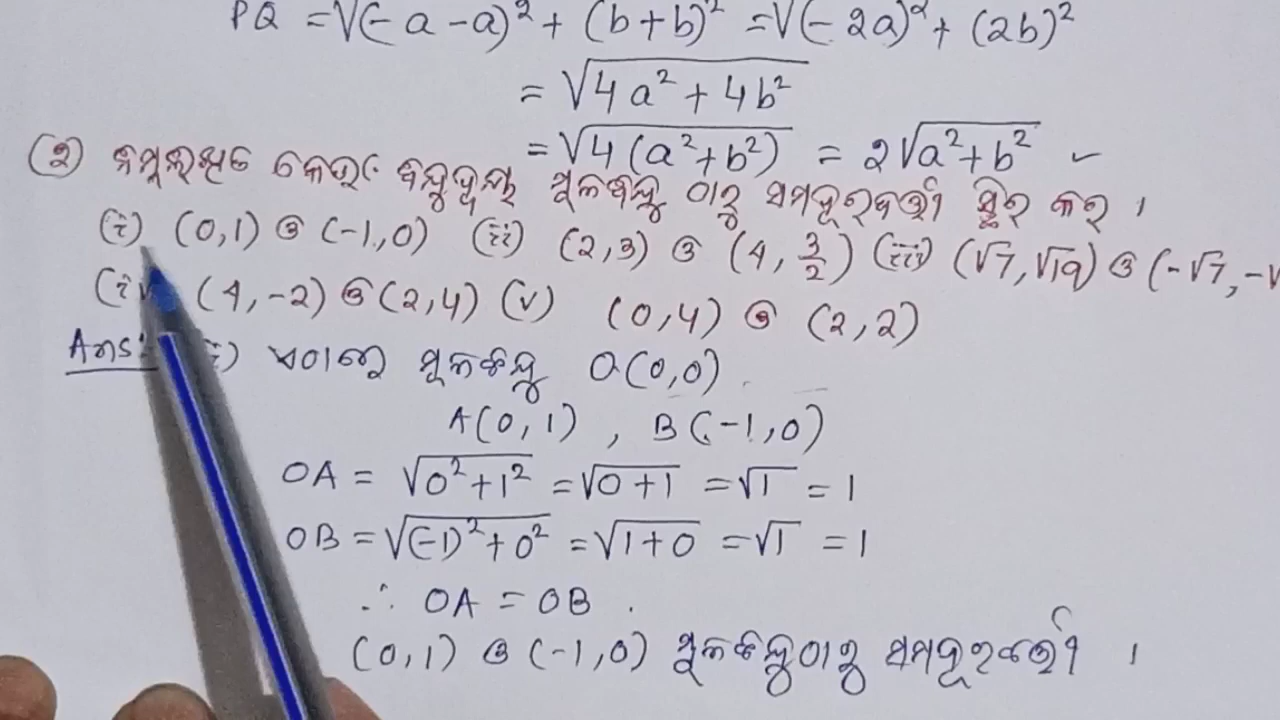 PQ = √(-a-a)² + (b+b)² = √(-2a)² + (2b)²
= √4a² + 4b²
= √4(a²+b²) = 2√a²+b² ✓
(୨) ନିମ୍ନଲିଖିତ କେଉଁ ବିନ୍ଦୁଦ୍ୱୟ ମୂଳବିନ୍ଦୁ ଠାରୁ ସମଦୂରବର୍ତ୍ତୀ ସ୍ଥିର କର ।
(i) (0,1) ଓ (-1,0) (ii) (2,3) ଓ (4, 3/2) (iii) (√7, √19) ଓ (-√7, -√
(iv (4,-2) ଓ (2,4) (v) (0,4) ଓ (2,2)
Ans: i) ଏଠାରେ ମୂଳବିନ୍ଦୁ O(0,0)
A(0,1) , B(-1,0)
OA = √0²+1² = √0+1 = √1 = 1
OB = √(-1)²+0² = √1+0 = √1 = 1
∴ OA = OB .
(0,1) ଓ (-1,0) ମୂଳବିନ୍ଦୁଠାରୁ ସମଦୂରବର୍ତ୍ତୀ ।